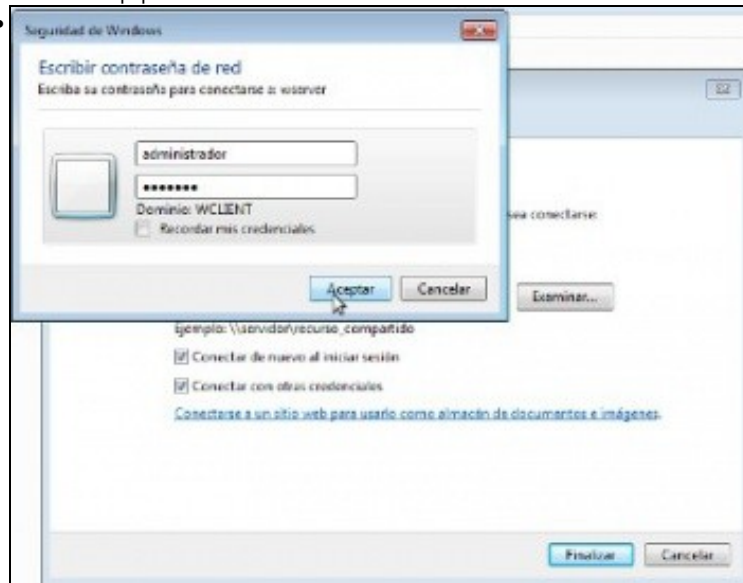 Seguridad de Windows
Escribir contraseña de red
Escriba su contraseña para conectarse a: wserver
administrador
•••••••
Dominio: WCLIENT
Recordar mis credenciales
Aceptar
Cancelar
sea conectarse:
Examinar...
Ejemplo: \\servidor\recurso_compartido
Conectar de nuevo al iniciar sesión
Conectar con otras credenciales
Conectarse a un sitio web para usarlo como almacén de documentos e imágenes.
Finalizar
Cancelar